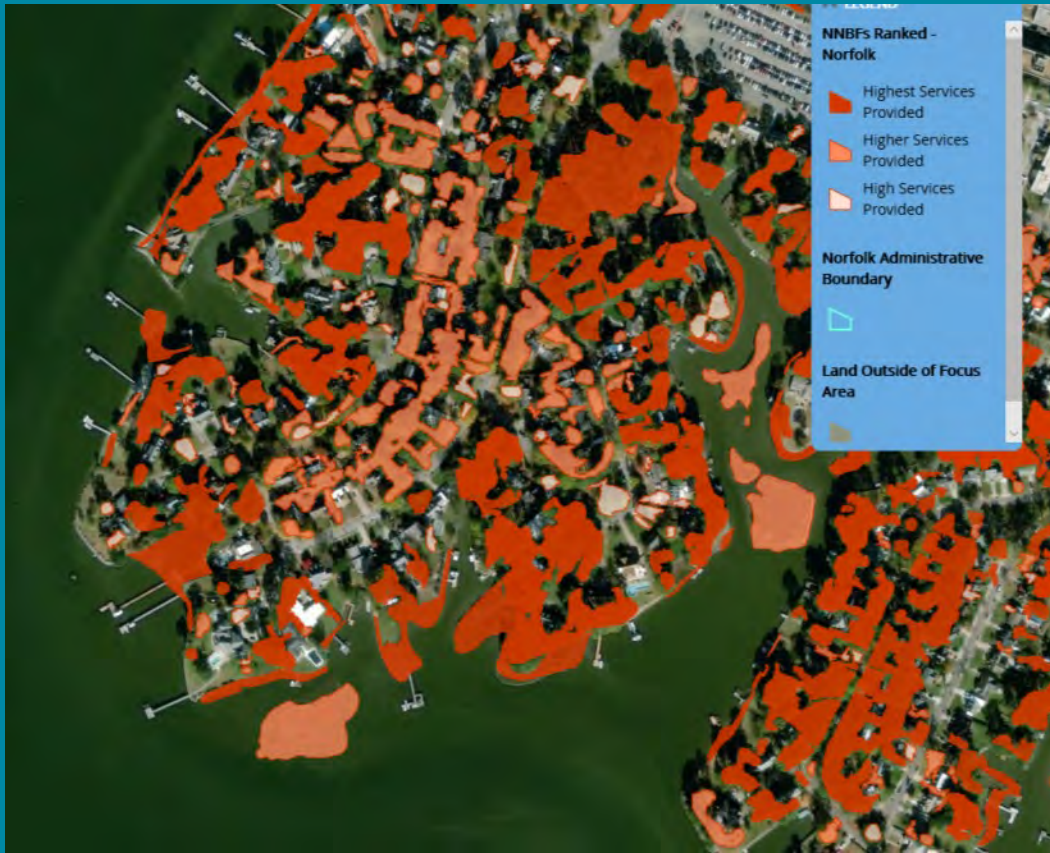 LEGEND
NNBFs Ranked -
Norfolk
Highest Services
Provided
Higher Services
Provided
High Services
Provided
Norfolk Administrative
Boundary
Land Outside of Focus
Area